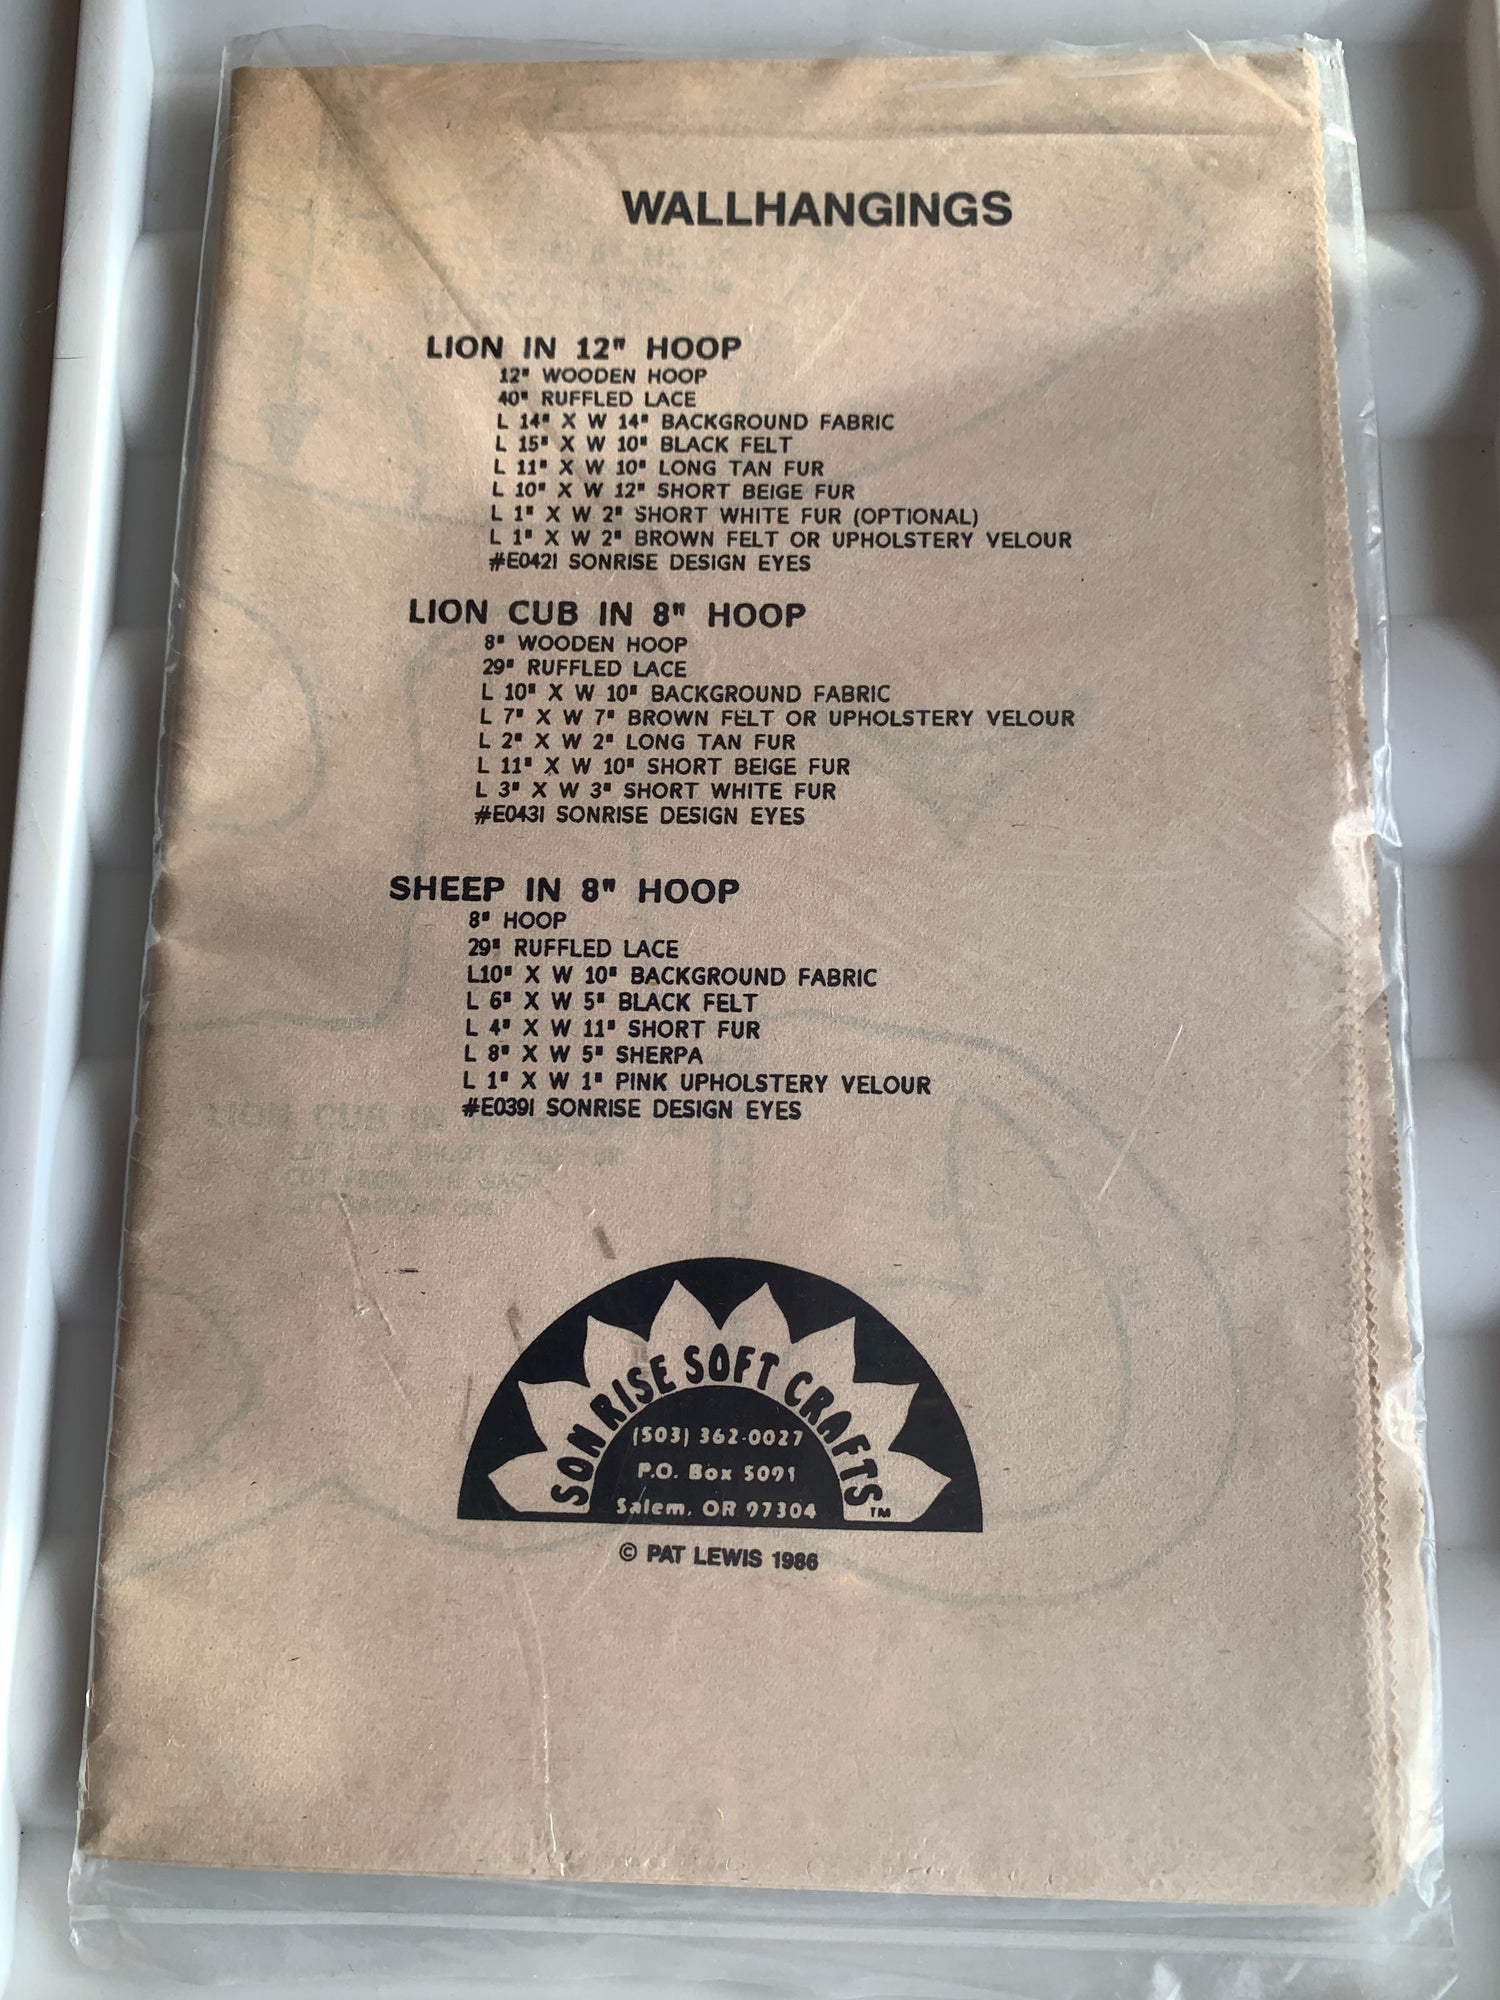 WALLHANGINGS
LION IN 12" HOOP
12" WOODEN HOOP
40" RUFFLED LACE
L 14" X W 14" BACKGROUND FABRIC
L 15" X W 10" BLACK FELT
L 11" X W 10" LONG TAN FUR
L 10" X W 12" SHORT BEIGE FUR
L 1" X W 2" SHORT WHITE FUR (OPTIONAL)
L 1" X W 2" BROWN FELT OR UPHOLSTERY VELOUR
#E0421 SONRISE DESIGN EYES
LION CUB IN 8" HOOP
8" WOODEN HOOP
29" RUFFLED LACE
L 10" X W 10" BACKGROUND FABRIC
L 7" X W 7" BROWN FELT OR UPHOLSTERY VELOUR
L 2" X W 2" LONG TAN FUR
L 11" X W 10" SHORT BEIGE FUR
L 3" X W 3" SHORT WHITE FUR
#E0431 SONRISE DESIGN EYES
SHEEP IN 8" HOOP
8" HOOP
29" RUFFLED LACE
L10" X W 10" BACKGROUND FABRIC
L 6" X W 5" BLACK FELT
L 4" X W 11" SHORT FUR
L 8" X W 5" SHERPA
L 1" X W 1" PINK UPHOLSTERY VELOUR
#E0391 SONRISE DESIGN EYES
SON RISE SOFT CRAFTS™
(503) 362-0027
P.O. Box 5091
Salem, OR 97304
© PAT LEWIS 1986